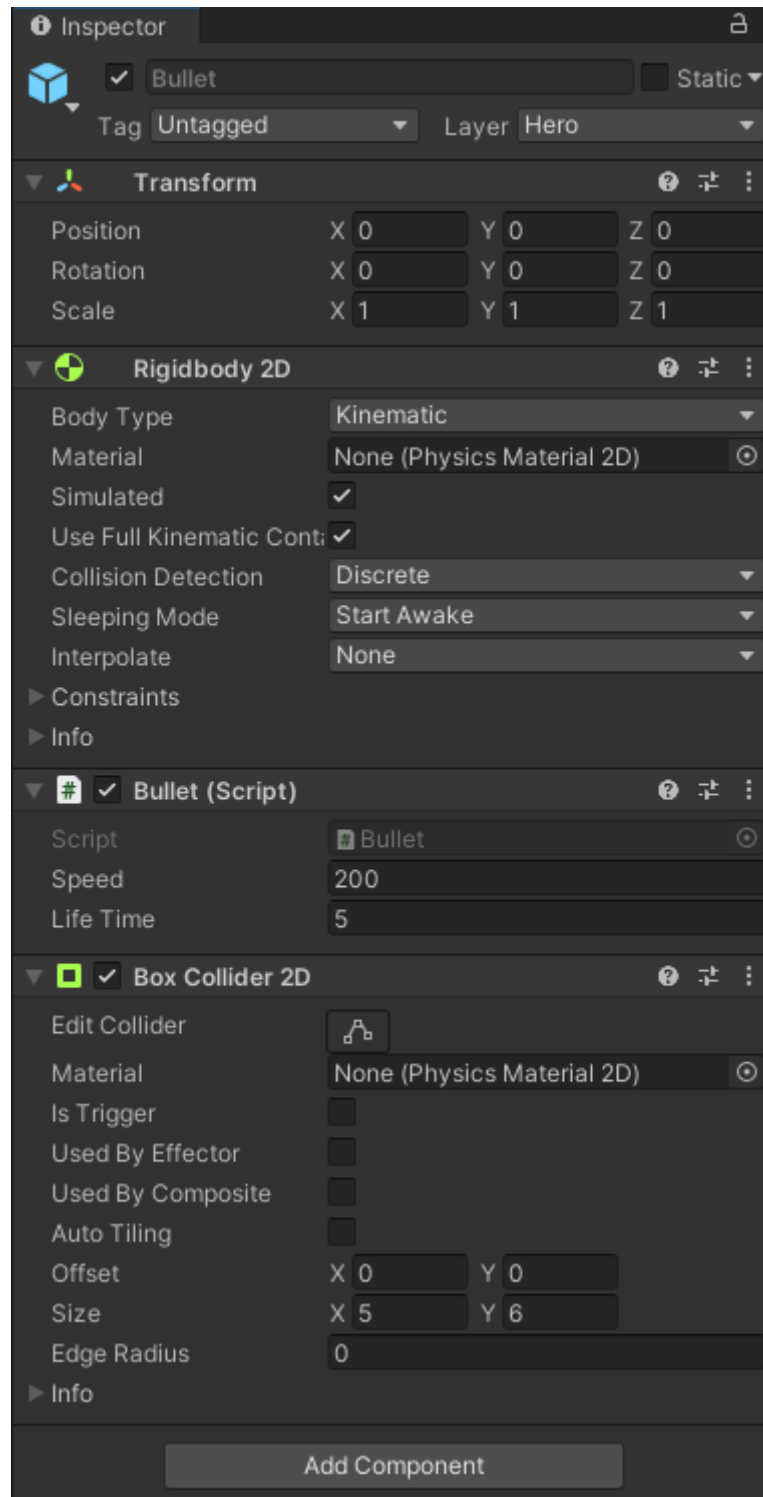 Inspector
Bullet Static
Tag Untagged Layer Hero
Transform
Position X 0 Y 0 Z 0
Rotation X 0 Y 0 Z 0
Scale X 1 Y 1 Z 1
Rigidbody 2D
Body Type Kinematic
Material None (Physics Material 2D)
Simulated
Use Full Kinematic Conta
Collision Detection Discrete
Sleeping Mode Start Awake
Interpolate None
Constraints
Info
# Bullet (Script)
Script # Bullet
Speed 200
Life Time 5
Box Collider 2D
Edit Collider
Material None (Physics Material 2D)
Is Trigger
Used By Effector
Used By Composite
Auto Tiling
Offset X 0 Y 0
Size X 5 Y 6
Edge Radius 0
Info
Add Component